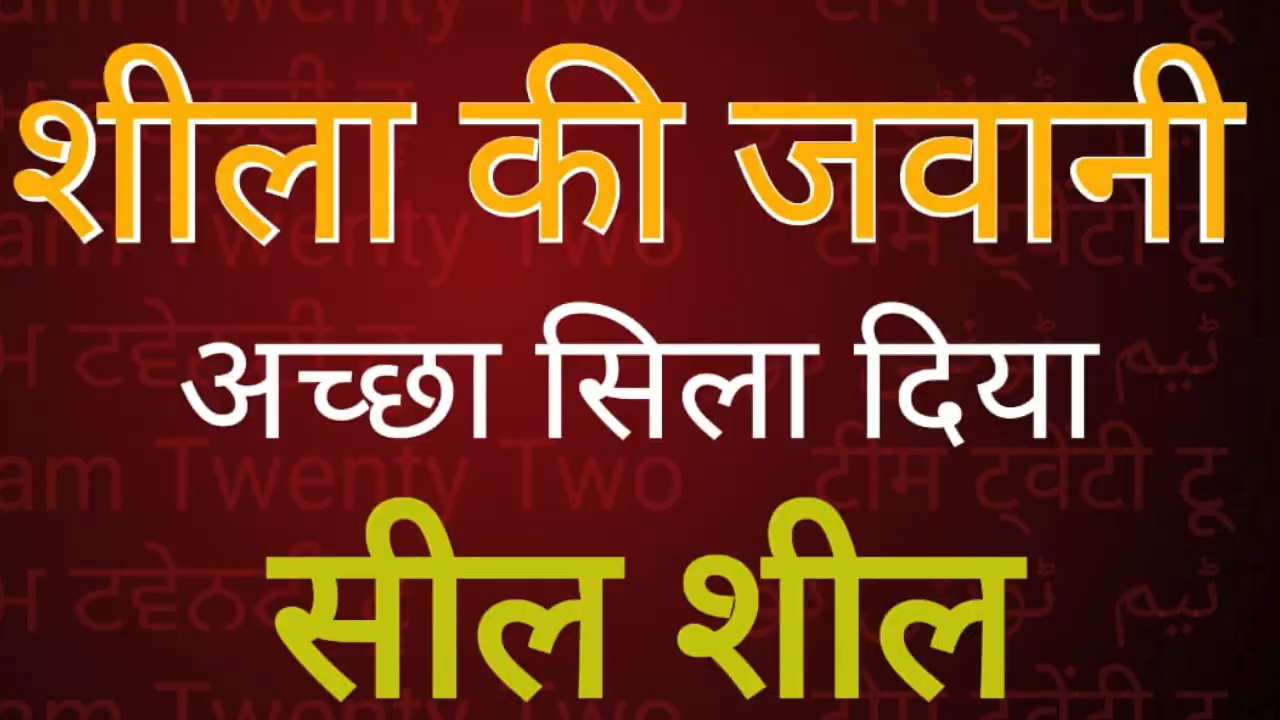 शीला की जवानी
अच्छा सिला दिया
सील शील